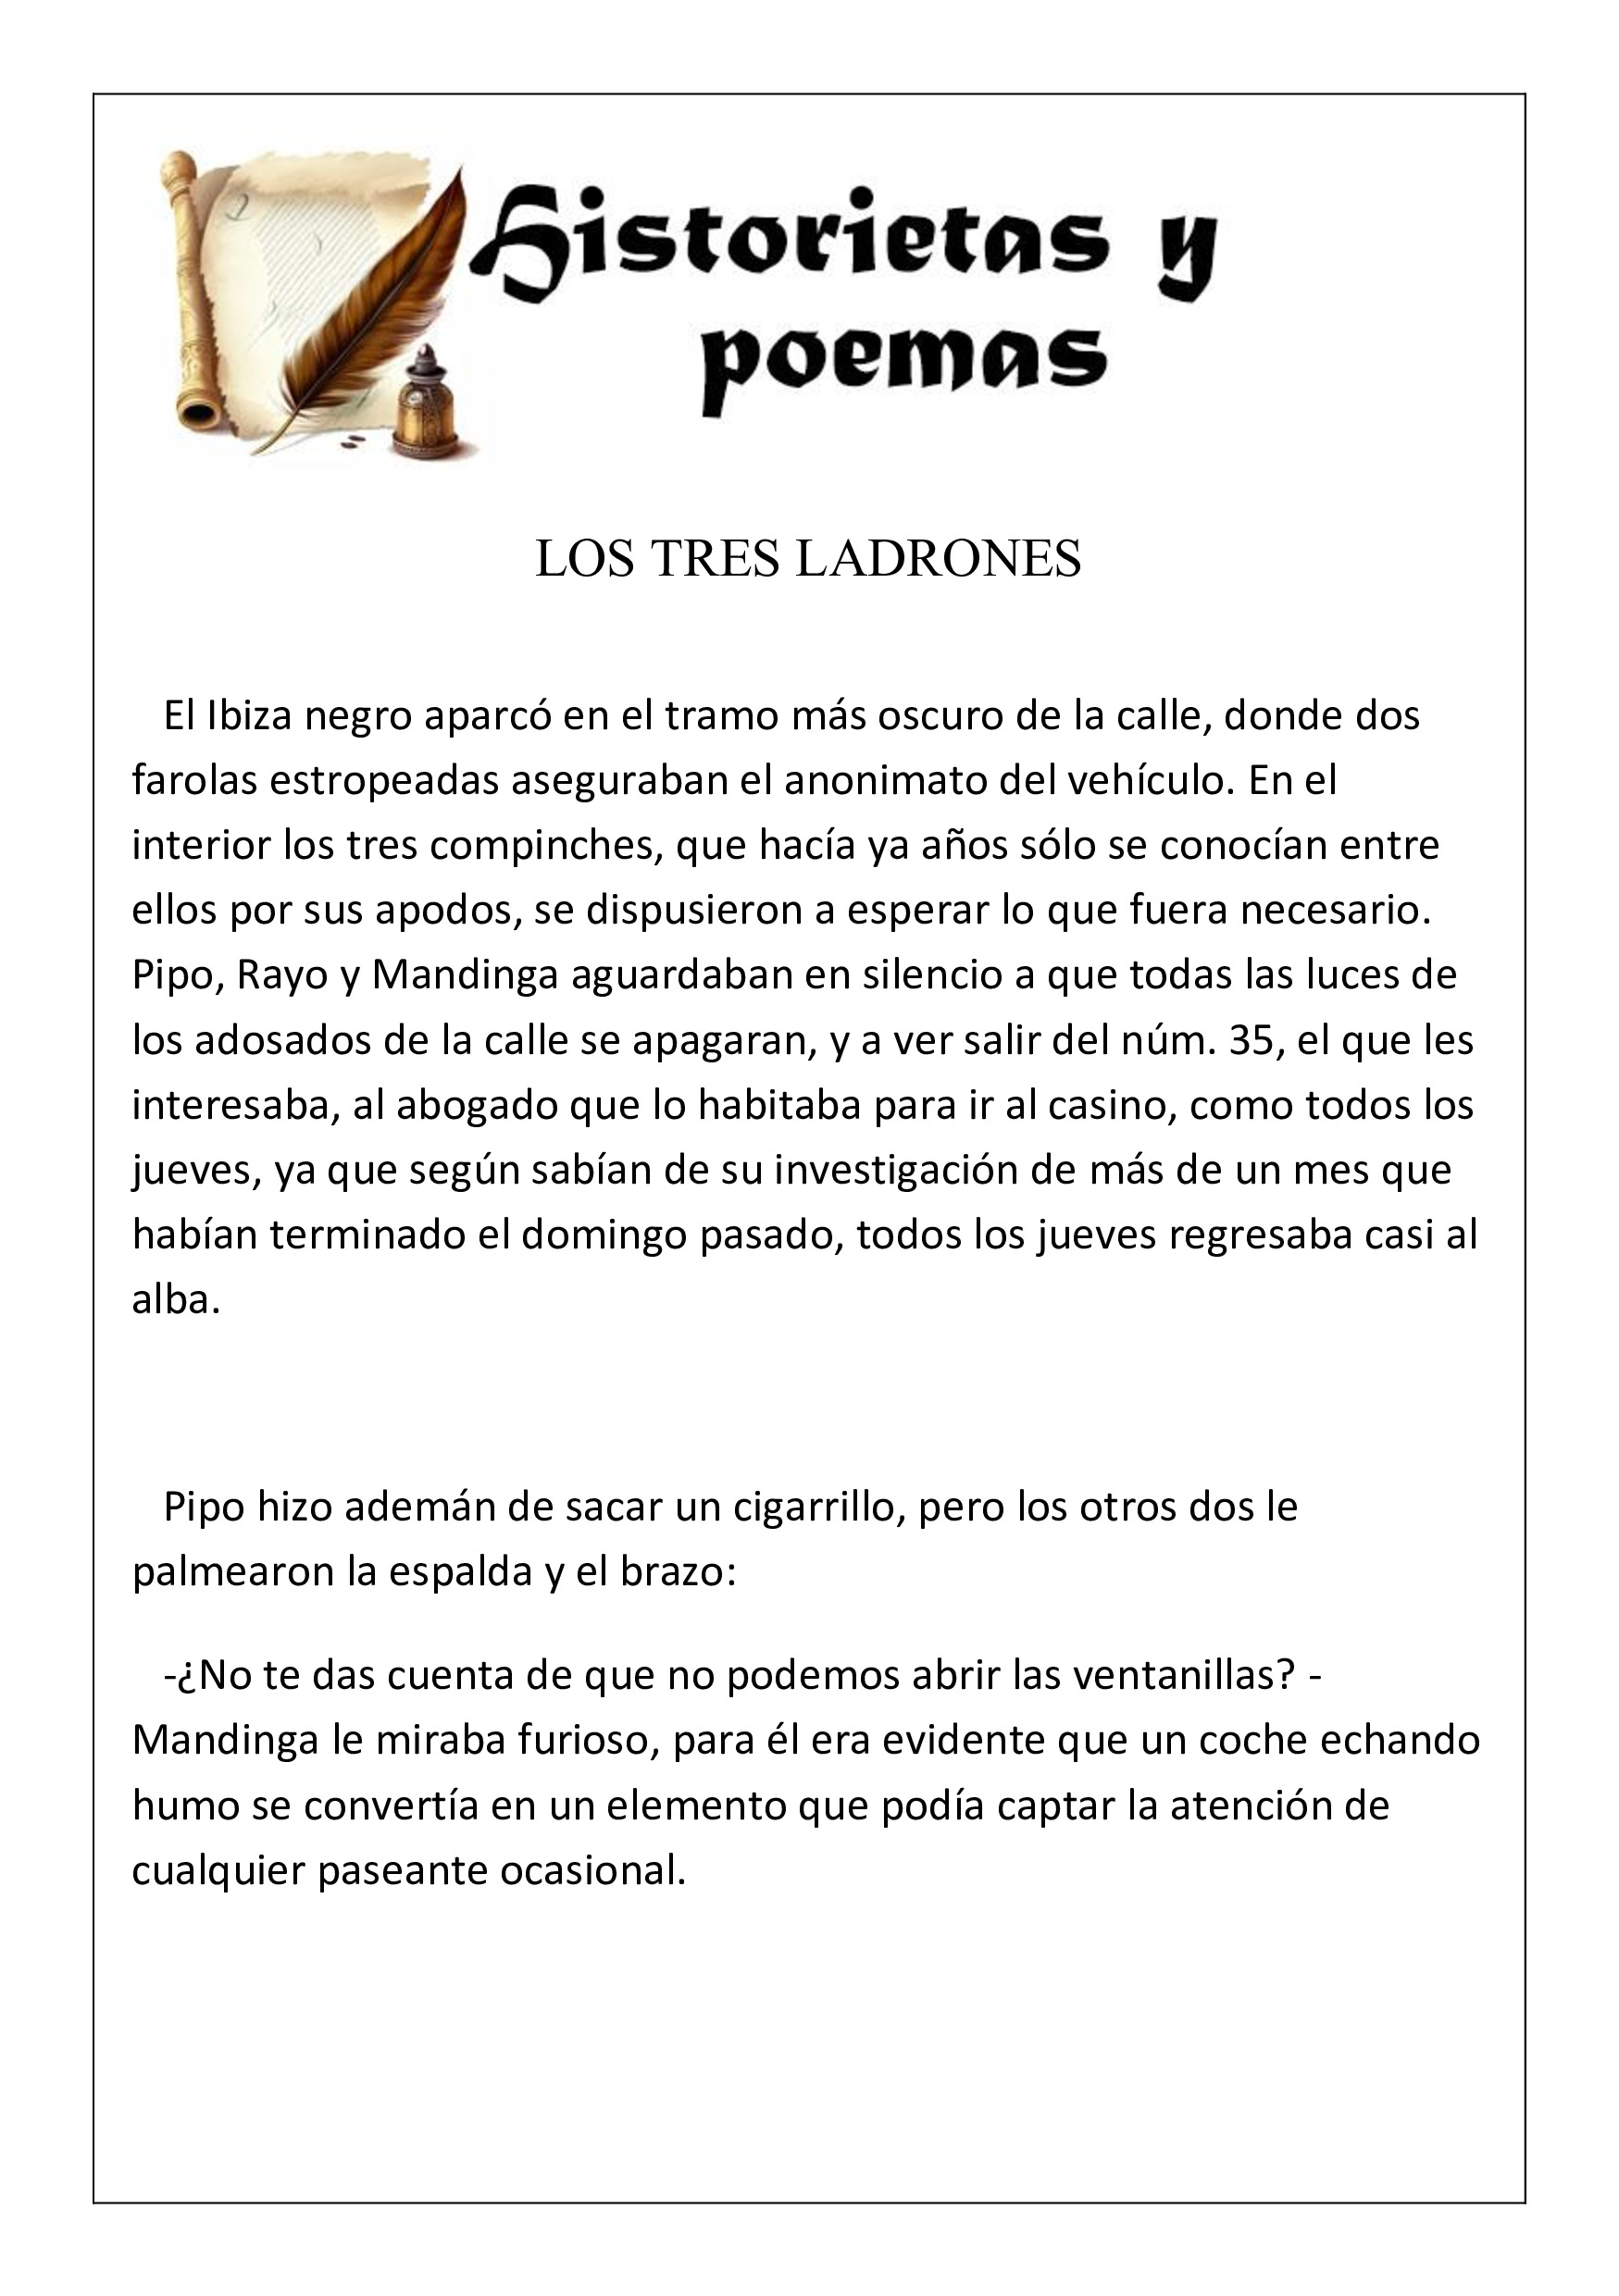 Historietas y
poemas
LOS TRES LADRONES
El Ibiza negro aparcó en el tramo más oscuro de la calle, donde dos
farolas estropeadas aseguraban el anonimato del vehículo. En el
interior los tres compinches, que hacía ya años sólo se conocían entre
ellos por sus apodos, se dispusieron a esperar lo que fuera necesario.
Pipo, Rayo y Mandinga aguardaban en silencio a que todas las luces de
los adosados de la calle se apagaran, y a ver salir del núm. 35, el que les
interesaba, al abogado que lo habitaba para ir al casino, como todos los
jueves, ya que según sabían de su investigación de más de un mes que
habían terminado el domingo pasado, todos los jueves regresaba casi al
alba.
Pipo hizo ademán de sacar un cigarrillo, pero los otros dos le
palmearon la espalda y el brazo:
-¿No te das cuenta de que no podemos abrir las ventanillas? -
Mandinga le miraba furioso, para él era evidente que un coche echando
humo se convertía en un elemento que podía captar la atención de
cualquier paseante ocasional.